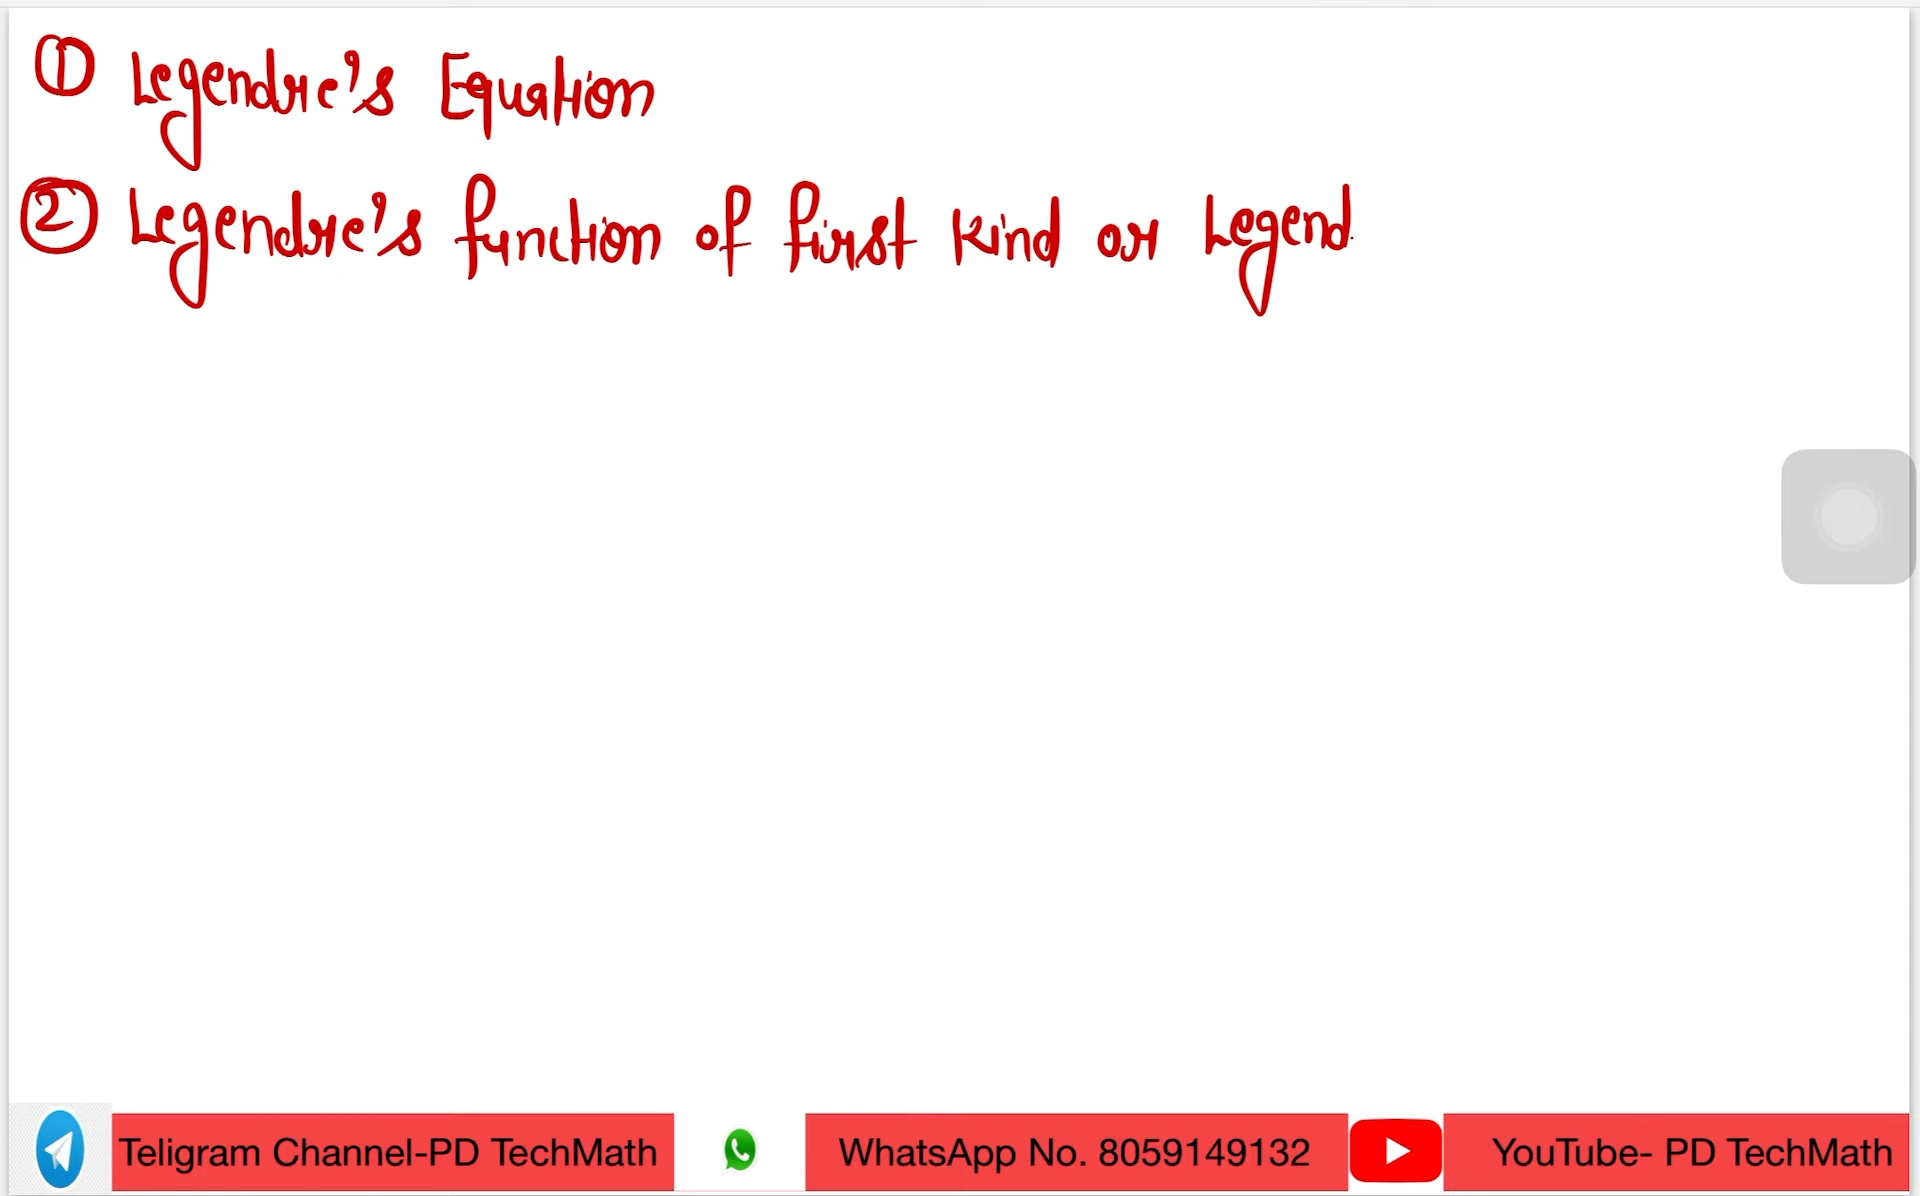 ① Legendre's Equation
② Legendre's function of first kind or Legend
Teligram Channel-PD TechMath WhatsApp No. 8059149132 YouTube- PD TechMath